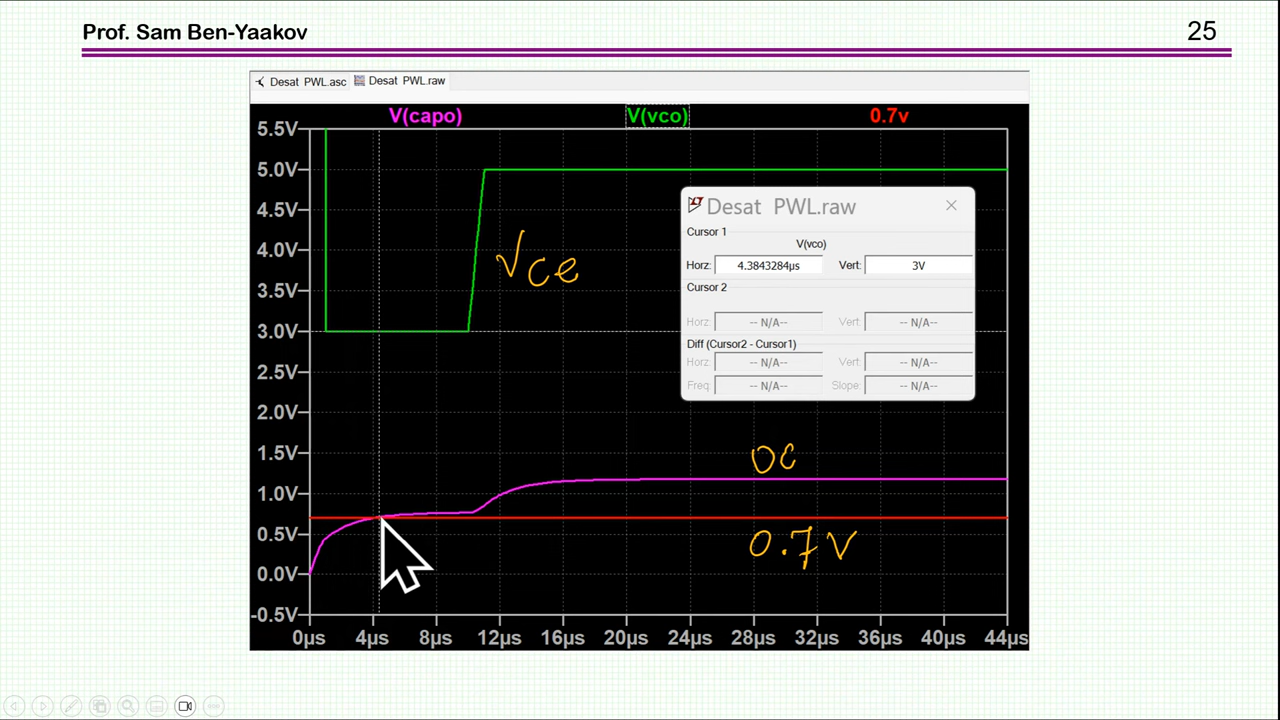 Prof. Sam Ben-Yaakov
25
Desat PWL.asc
Desat PWL.raw
V(capo)
V(vco)
0.7v
5.5V
5.0V
4.5V
4.0V
3.5V
3.0V
2.5V
2.0V
1.5V
1.0V
0.5V
0.0V
-0.5V
0µs 4µs 8µs 12µs 16µs 20µs 24µs 28µs 32µs 36µs 40µs 44µs
Vce
Desat PWL.raw
Cursor 1
V(vco)
Horz: 4.3843284µs Vert: 3V
Cursor 2
Horz: -- N/A-- Vert: -- N/A--
Diff (Cursor2 - Cursor1)
Horz: -- N/A-- Vert: -- N/A--
Freq: -- N/A-- Slope: -- N/A--
OC
0.7V